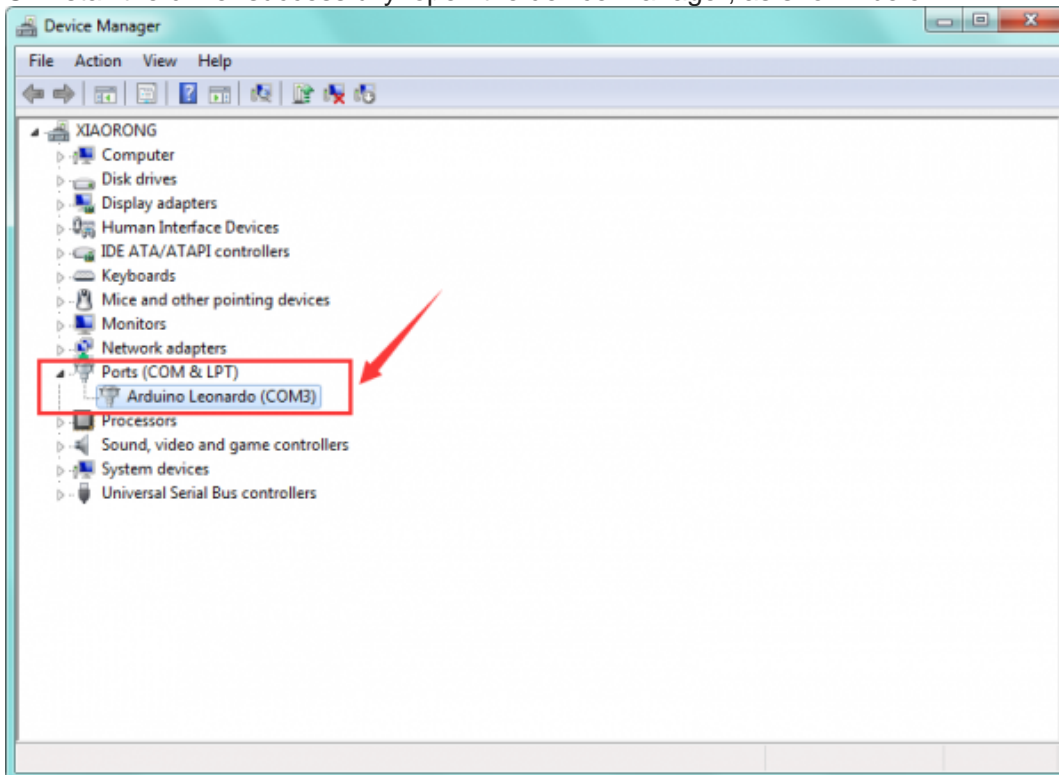 Device Manager
File Action View Help
XIAORONG
Computer
Disk drives
Display adapters
Human Interface Devices
IDE ATA/ATAPI controllers
Keyboards
Mice and other pointing devices
Monitors
Network adapters
Ports (COM & LPT)
Arduino Leonardo (COM3)
Processors
Sound, video and game controllers
System devices
Universal Serial Bus controllers